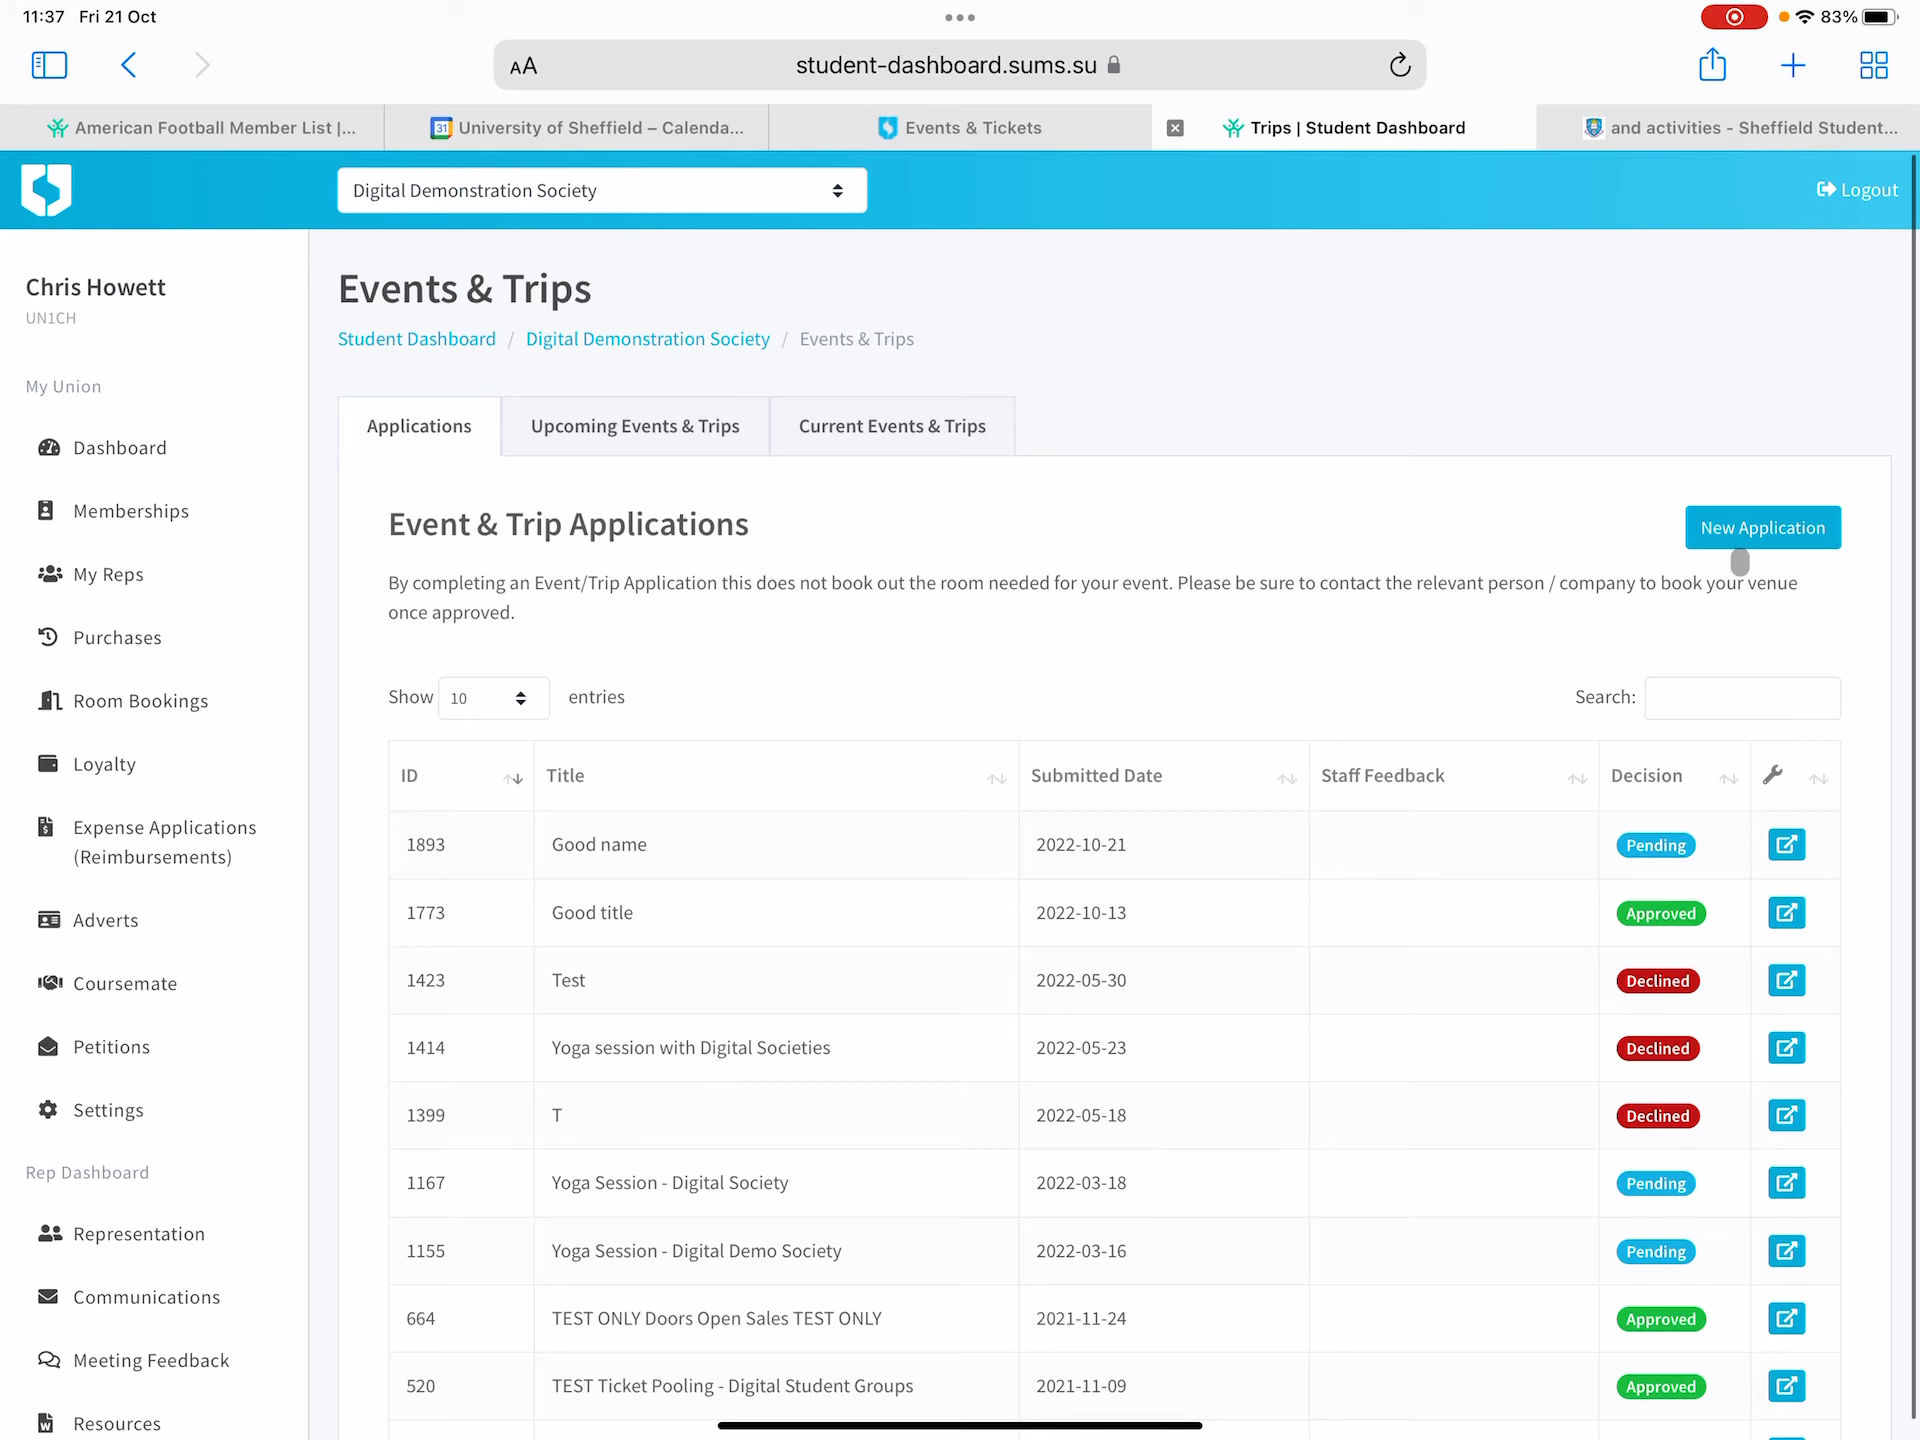 11:37 Fri 21 Oct
83%
AA
student-dashboard.sums.su
American Football Member List |...
31
University of Sheffield – Calenda...
Events & Tickets
Trips | Student Dashboard
and activities - Sheffield Student...
Digital Demonstration Society
Logout
Chris Howett
UN1CH
My Union
Dashboard
Memberships
My Reps
Purchases
Room Bookings
Loyalty
Expense Applications
(Reimbursements)
Adverts
Coursemate
Petitions
Settings
Rep Dashboard
Representation
Communications
Meeting Feedback
Resources
Events & Trips
Student Dashboard / Digital Demonstration Society / Events & Trips
Applications
Upcoming Events & Trips
Current Events & Trips
Event & Trip Applications
New Application
By completing an Event/Trip Application this does not book out the room needed for your event. Please be sure to contact the relevant person / company to book your venue
once approved.
Show 10 entries
Search:
ID Title Submitted Date Staff Feedback Decision
1893 Good name 2022-10-21 Pending
1773 Good title 2022-10-13 Approved
1423 Test 2022-05-30 Declined
1414 Yoga session with Digital Societies 2022-05-23 Declined
1399 T 2022-05-18 Declined
1167 Yoga Session - Digital Society 2022-03-18 Pending
1155 Yoga Session - Digital Demo Society 2022-03-16 Pending
664 TEST ONLY Doors Open Sales TEST ONLY 2021-11-24 Approved
520 TEST Ticket Pooling - Digital Student Groups 2021-11-09 Approved